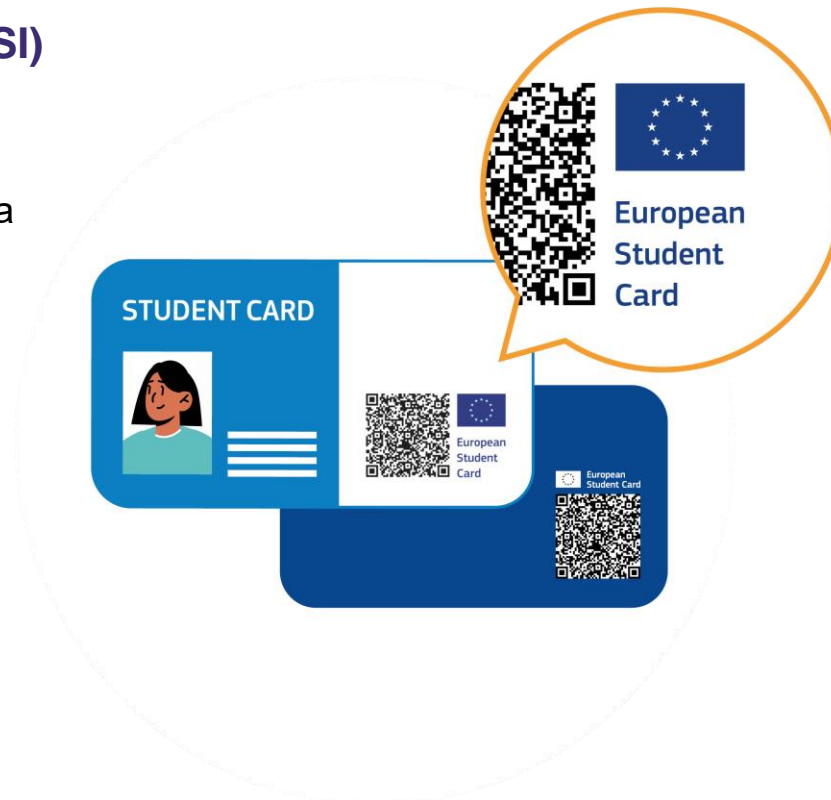 SI)
a
European
Student
Card
STUDENT CARD
European
Student
Card
European
Student Card